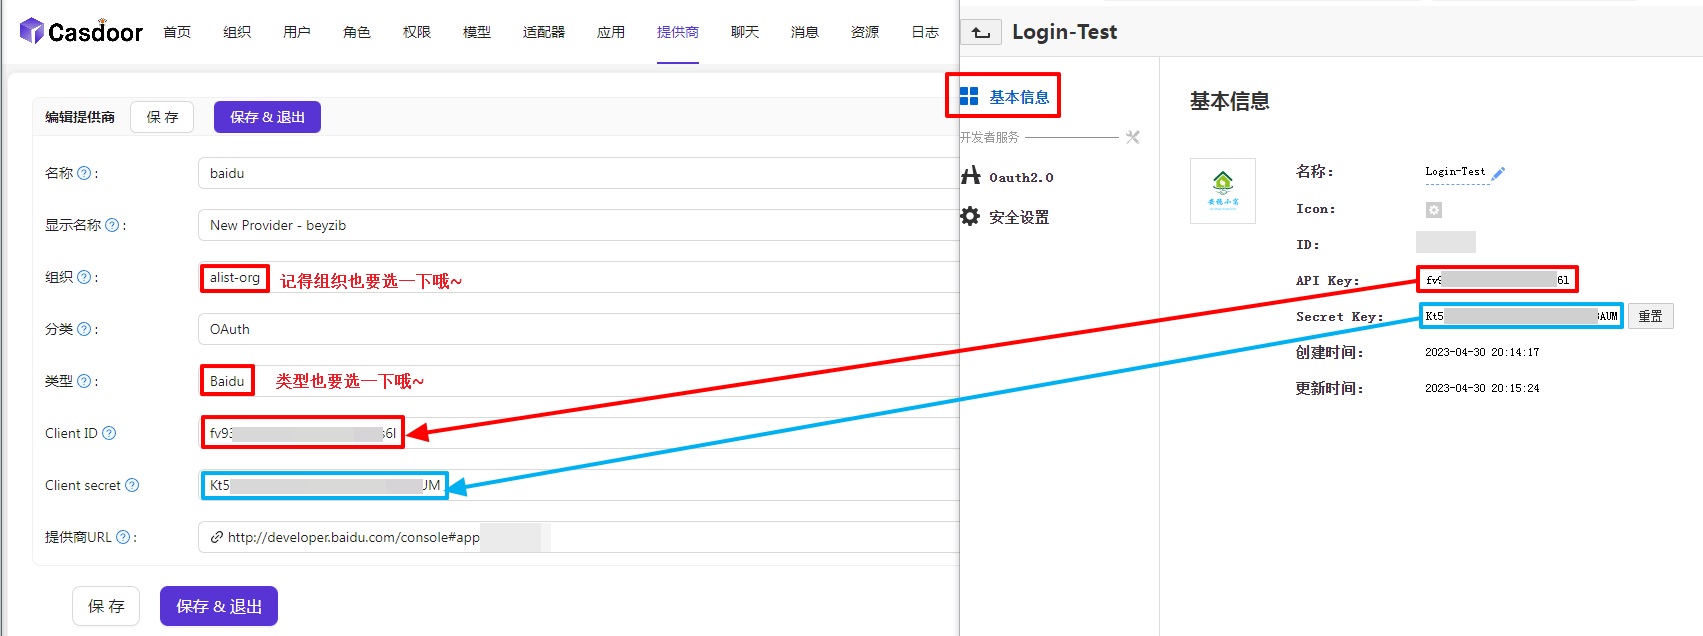 Casdoor 首页 组织 用户 角色 权限 模型 适配器 应用 提供商 聊天 消息 资源 日志
编辑提供商 保 存 保存 & 退出
名称 ? :
baidu
显示名称 ? :
New Provider - beyzib
组织 ? :
alist-org 记得组织也要选一下哦~
分类 ? :
OAuth
类型 ? :
Baidu 类型也要选一下哦~
Client ID ?
fv93 s6l
Client secret ?
Kt5 UM
提供商URL ? :
http://developer.baidu.com/console#app
保 存 保存 & 退出
Login-Test
基本信息
开发者服务
Oauth2.0
安全设置
基本信息
名称: Login-Test
Icon:
ID:
API Key: fv9 6l
Secret Key: Kt5 AUM 重置
创建时间: 2023-04-30 20:14:17
更新时间: 2023-04-30 20:15:24